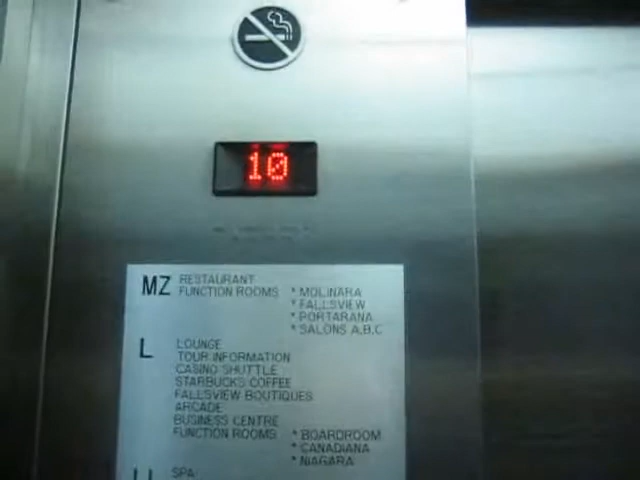 10
MZ RESTAURANT
FUNCTION ROOMS * MOLINARA
* FALLSVIEW
* PORTARANA
* SALONS A,B,C
L LOUNGE
TOUR INFORMATION
CASINO SHUTTLE
STARBUCKS COFFEE
FALLSVIEW BOUTIQUES
ARCADE
BUSINESS CENTRE
FUNCTION ROOMS * BOARDROOM
* CANADIANA
* NIAGARA
SPA